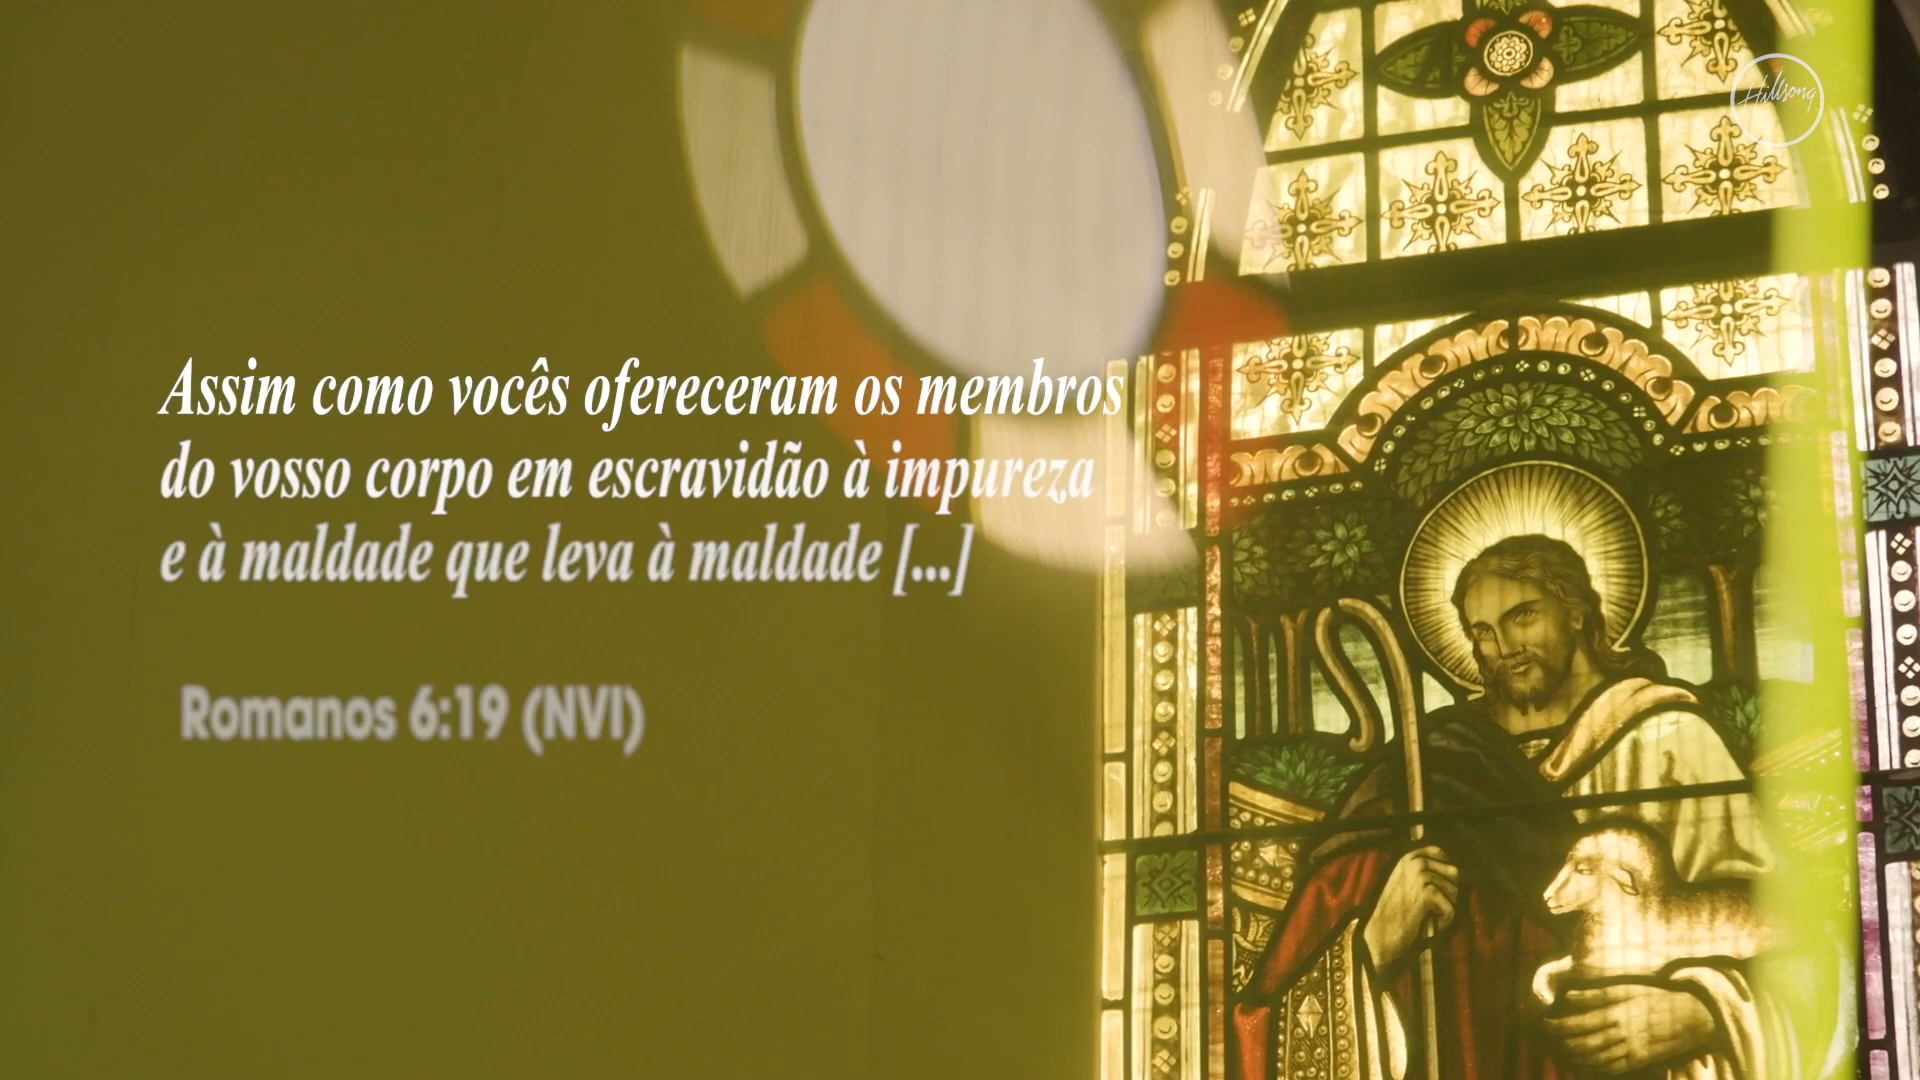 Hillsong
Assim como vocês ofereceram os membros
do vosso corpo em escravidão à impureza
e à maldade que leva à maldade [...]
Romanos 6:19 (NVI)